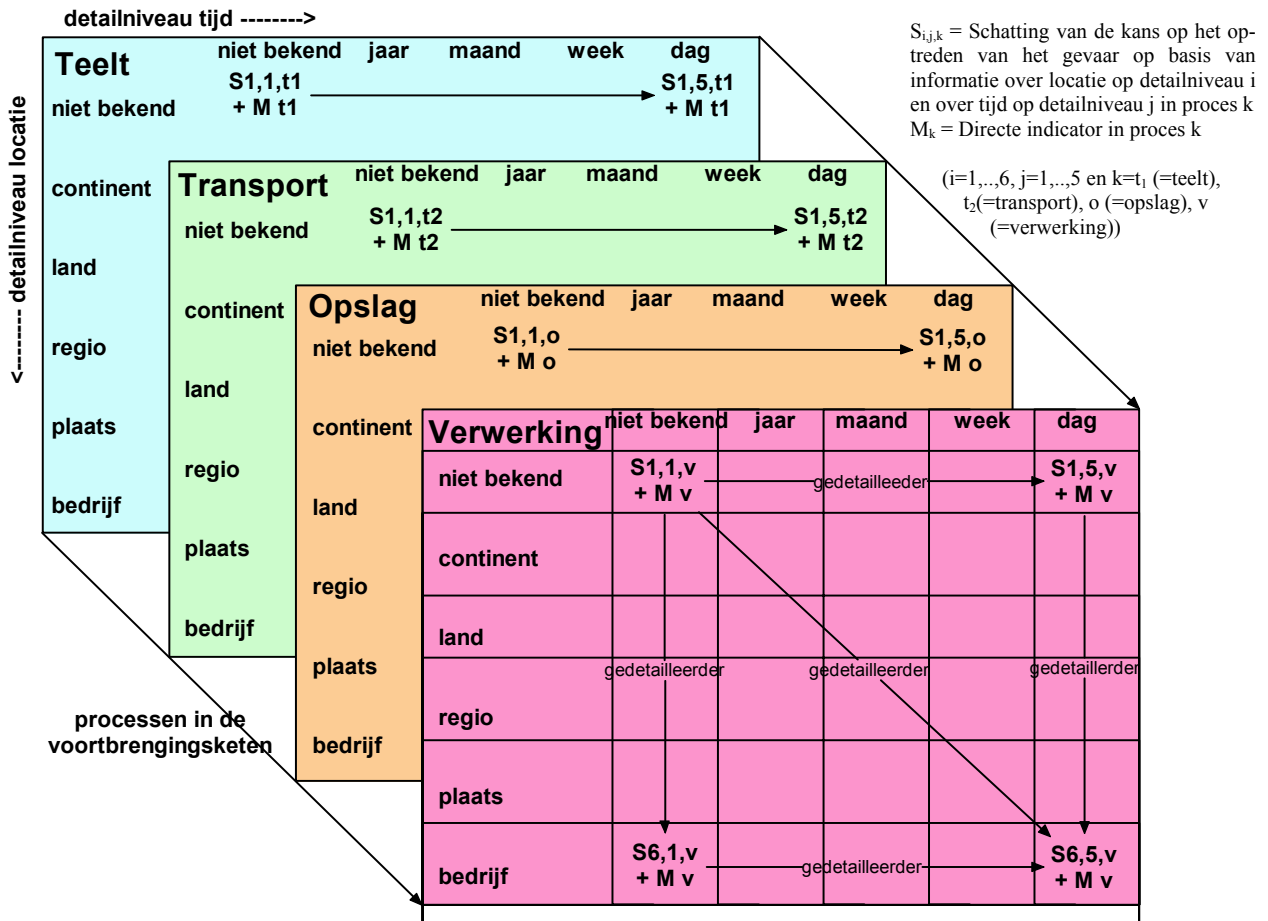 detailniveau tijd -------->
<-------- detailniveau locatie
S i,j,k = Schatting van de kans op het op-
treden van het gevaar op basis van
informatie over locatie op detailniveau i
en over tijd op detailniveau j in proces k
M k = Directe indicator in proces k
(i=1,..,6, j=1,..,5 en k=t1 (=teelt),
t2(=transport), o (=opslag), v
(=verwerking))
Teelt
niet bekend jaar maand week dag
niet bekend
S1,1,t1
+ M t1
S1,5,t1
+ M t1
continent
land
regio
plaats
bedrijf
Transport
niet bekend jaar maand week dag
niet bekend
S1,1,t2
+ M t2
S1,5,t2
+ M t2
continent
land
regio
plaats
bedrijf
Opslag
niet bekend jaar maand week dag
niet bekend
S1,1,o
+ M o
S1,5,o
+ M o
continent
land
regio
plaats
bedrijf
Verwerking
niet bekend jaar maand week dag
niet bekend
S1,1,v
+ M v
gedetailleeder
S1,5,v
+ M v
continent
land
gedetailleerder
gedetailleerder
gedetaillerder
regio
plaats
bedrijf
S6,1,v
+ M v
gedetailleerder
S6,5,v
+ M v
processen in de
voortbrengingsketen